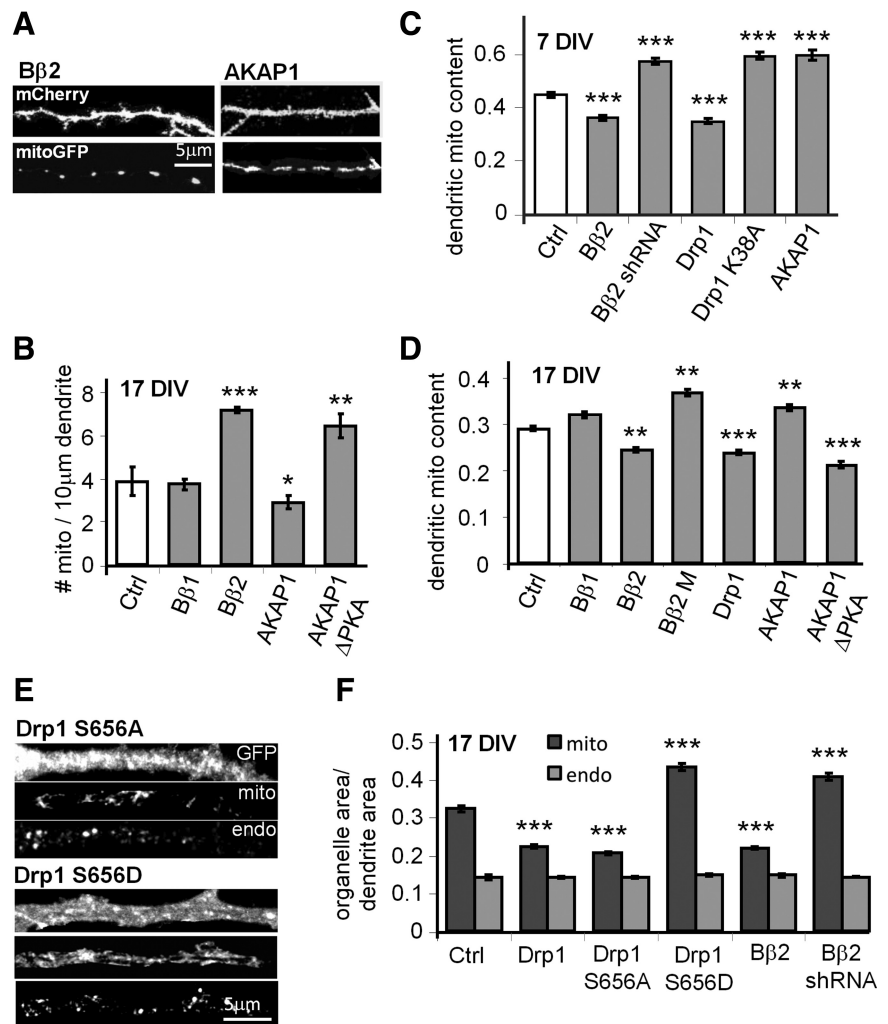 A
Bβ2
AKAP1
mCherry
mitoGFP
5μm
B
# mito / 10μm dendrite
17 DIV
8
6
4
2
0
***
*
**
Ctrl
Bβ1
Bβ2
AKAP1
AKAP1 ΔPKA
C
dendritic mito content
7 DIV
0.6
0.4
0.2
0
***
***
***
***
***
Ctrl
Bβ2
Bβ2 shRNA
Drp1
Drp1 K38A
AKAP1
D
dendritic mito content
17 DIV
0.4
0.3
0.2
0.1
0
**
**
***
**
***
Ctrl
Bβ1
Bβ2
Bβ2 M
Drp1
AKAP1
AKAP1 ΔPKA
E
Drp1 S656A
GFP
mito
endo
Drp1 S656D
5μm
F
organelle area/
dendrite area
17 DIV
mito
endo
0.5
0.4
0.3
0.2
0.1
0
***
***
***
***
***
Ctrl
Drp1
Drp1 S656A
Drp1 S656D
Bβ2
Bβ2 shRNA